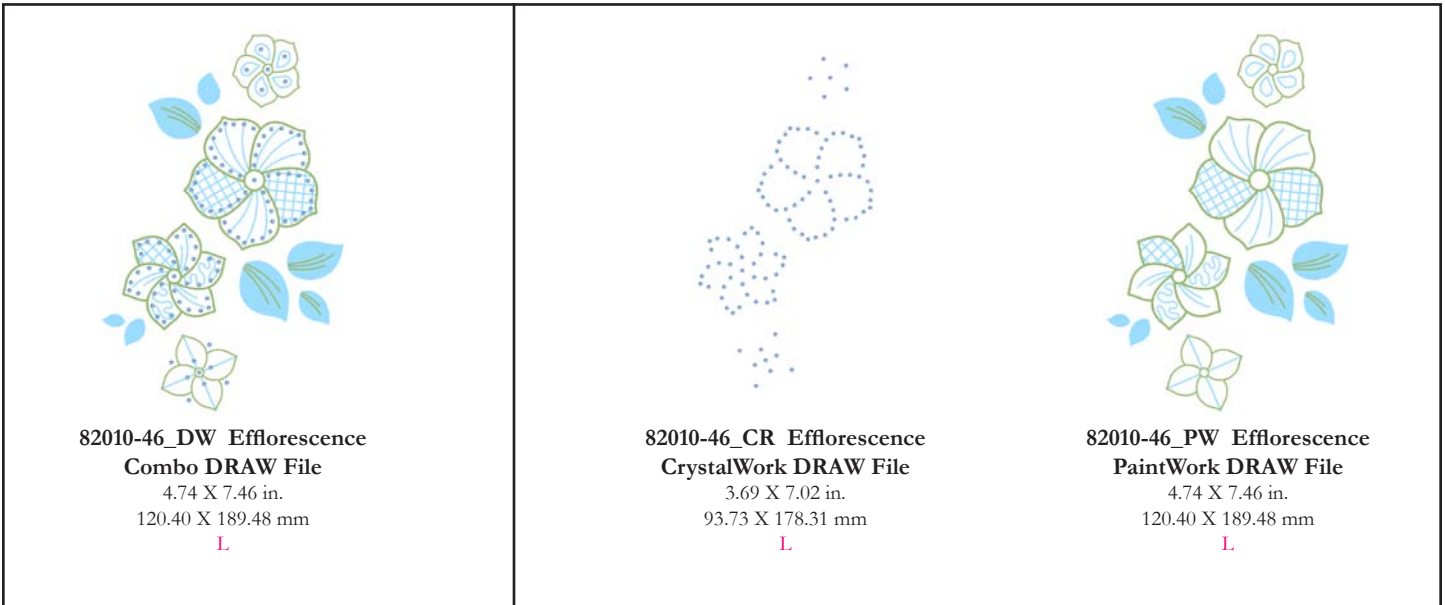 82010-46_DW Efflorescence
Combo DRAW File
4.74 X 7.46 in.
120.40 X 189.48 mm
L
82010-46_CR Efflorescence
CrystalWork DRAW File
3.69 X 7.02 in.
93.73 X 178.31 mm
L
82010-46_PW Efflorescence
PaintWork DRAW File
4.74 X 7.46 in.
120.40 X 189.48 mm
L